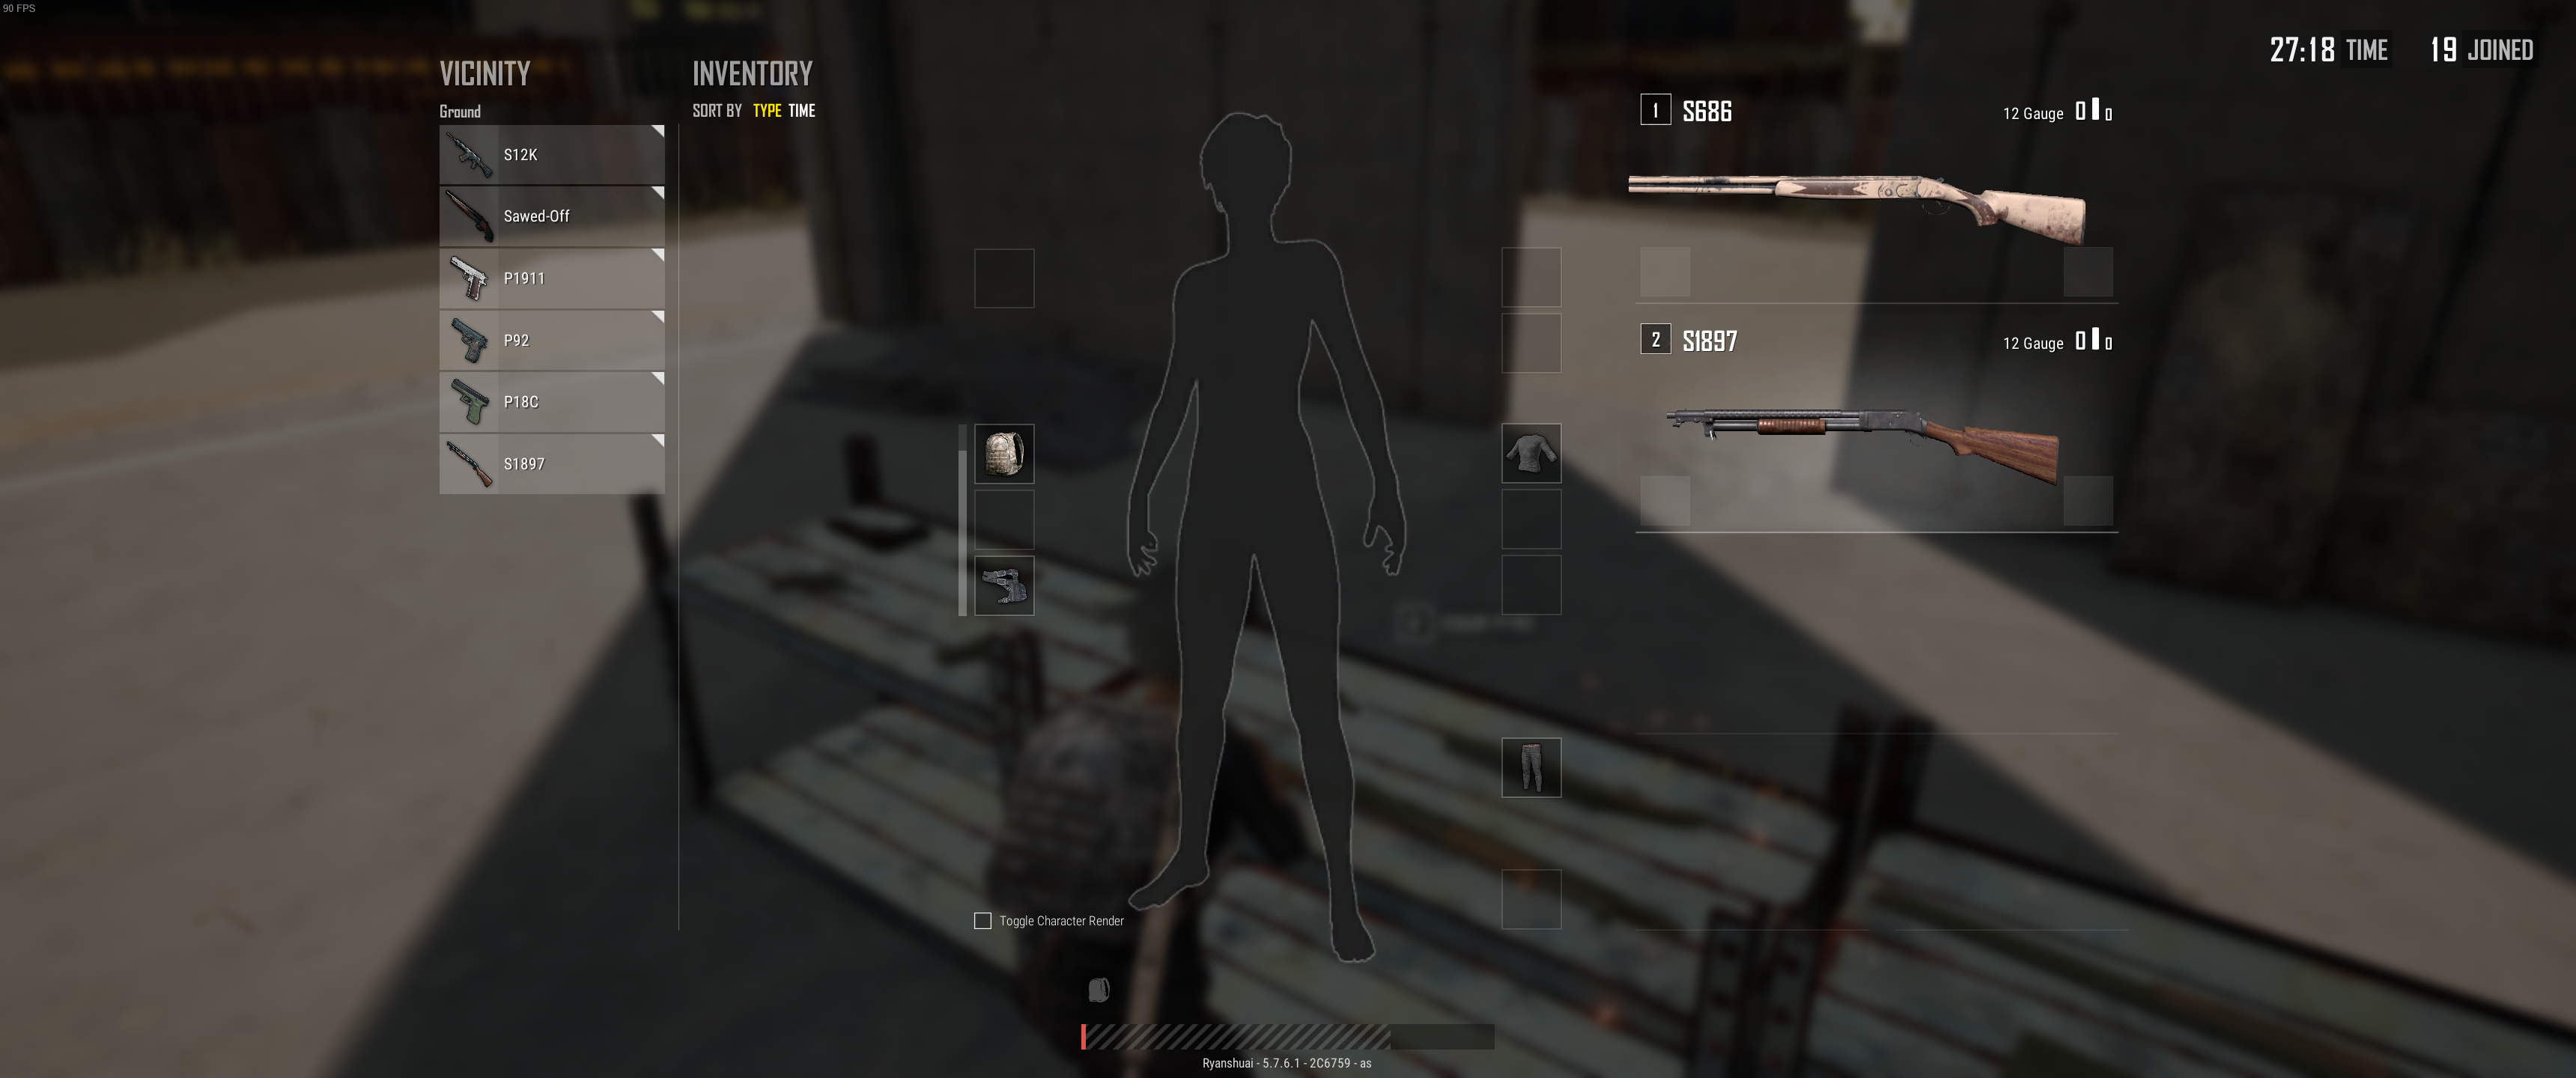 90 FPS
27:18 TIME 19 JOINED
VICINITY
Ground
S12K
Sawed-Off
P1911
P92
P18C
S1897
INVENTORY
SORT BY TYPE TIME
Toggle Character Render
1 S686 12 Gauge 0 0
2 S1897 12 Gauge 0 0
Ryanshuai - 5.7.6.1 - 2C6759 - as